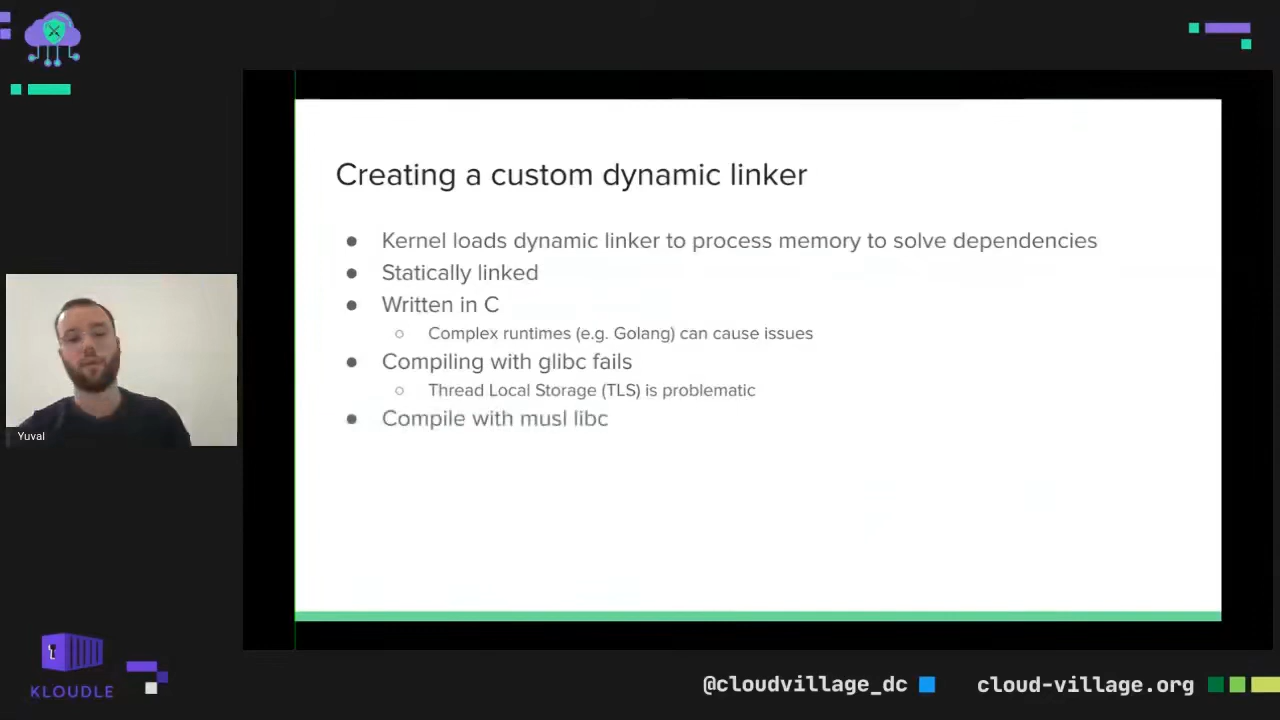 Creating a custom dynamic linker
● Kernel loads dynamic linker to process memory to solve dependencies
● Statically linked
● Written in C
○ Complex runtimes (e.g. Golang) can cause issues
● Compiling with glibc fails
○ Thread Local Storage (TLS) is problematic
● Compile with musl libc
Yuval
KLOUDLE
@cloudvillage_dc
cloud-village.org